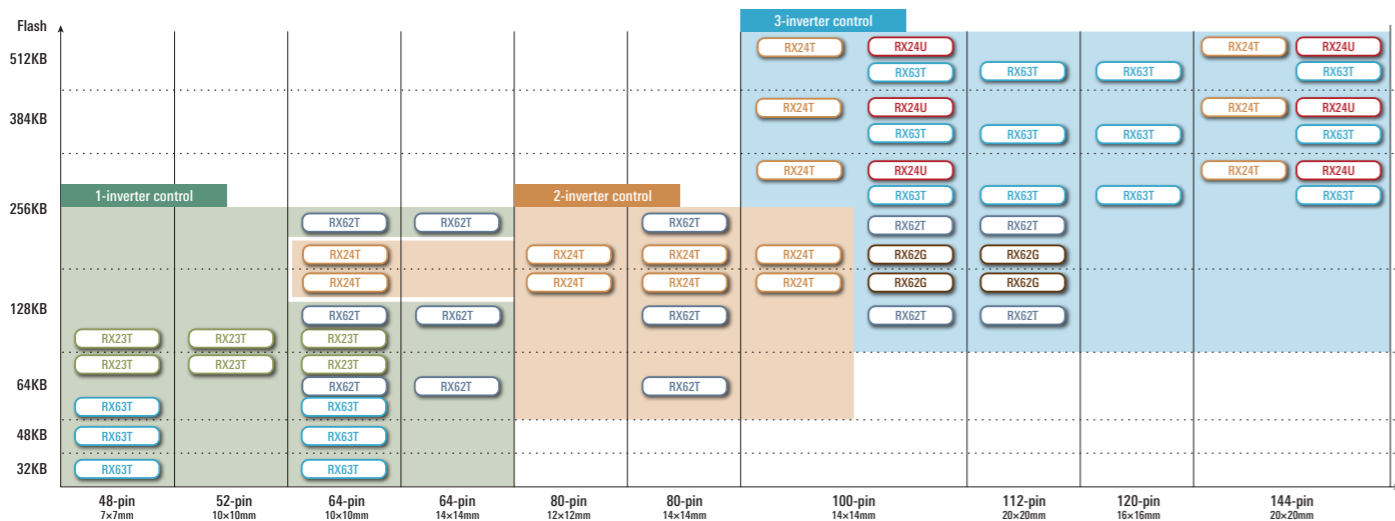 3-inverter control
Flash
RX24T RX24U RX24T RX24U
512KB
RX63T RX63T RX63T RX63T
RX24T RX24U RX24T RX24U
384KB
RX63T RX63T RX63T RX63T
RX24T RX24U RX24T RX24U
1-inverter control 2-inverter control
RX63T RX63T RX63T RX63T
256KB
RX62T RX62T RX62T RX62T RX62T
RX24T RX24T RX24T RX24T RX62G RX62G
RX24T RX24T RX24T RX24T RX62G RX62G
128KB
RX62T RX62T RX62T RX62T RX62T
RX23T RX23T RX23T
RX23T RX23T RX23T
64KB
RX62T RX62T RX62T
RX63T RX63T
48KB RX63T RX63T
32KB RX63T RX63T
48-pin 52-pin 64-pin 64-pin 80-pin 80-pin 100-pin 112-pin 120-pin 144-pin
7×7mm 10×10mm 10×10mm 14×14mm 12×12mm 14×14mm 14×14mm 20×20mm 16×16mm 20×20mm